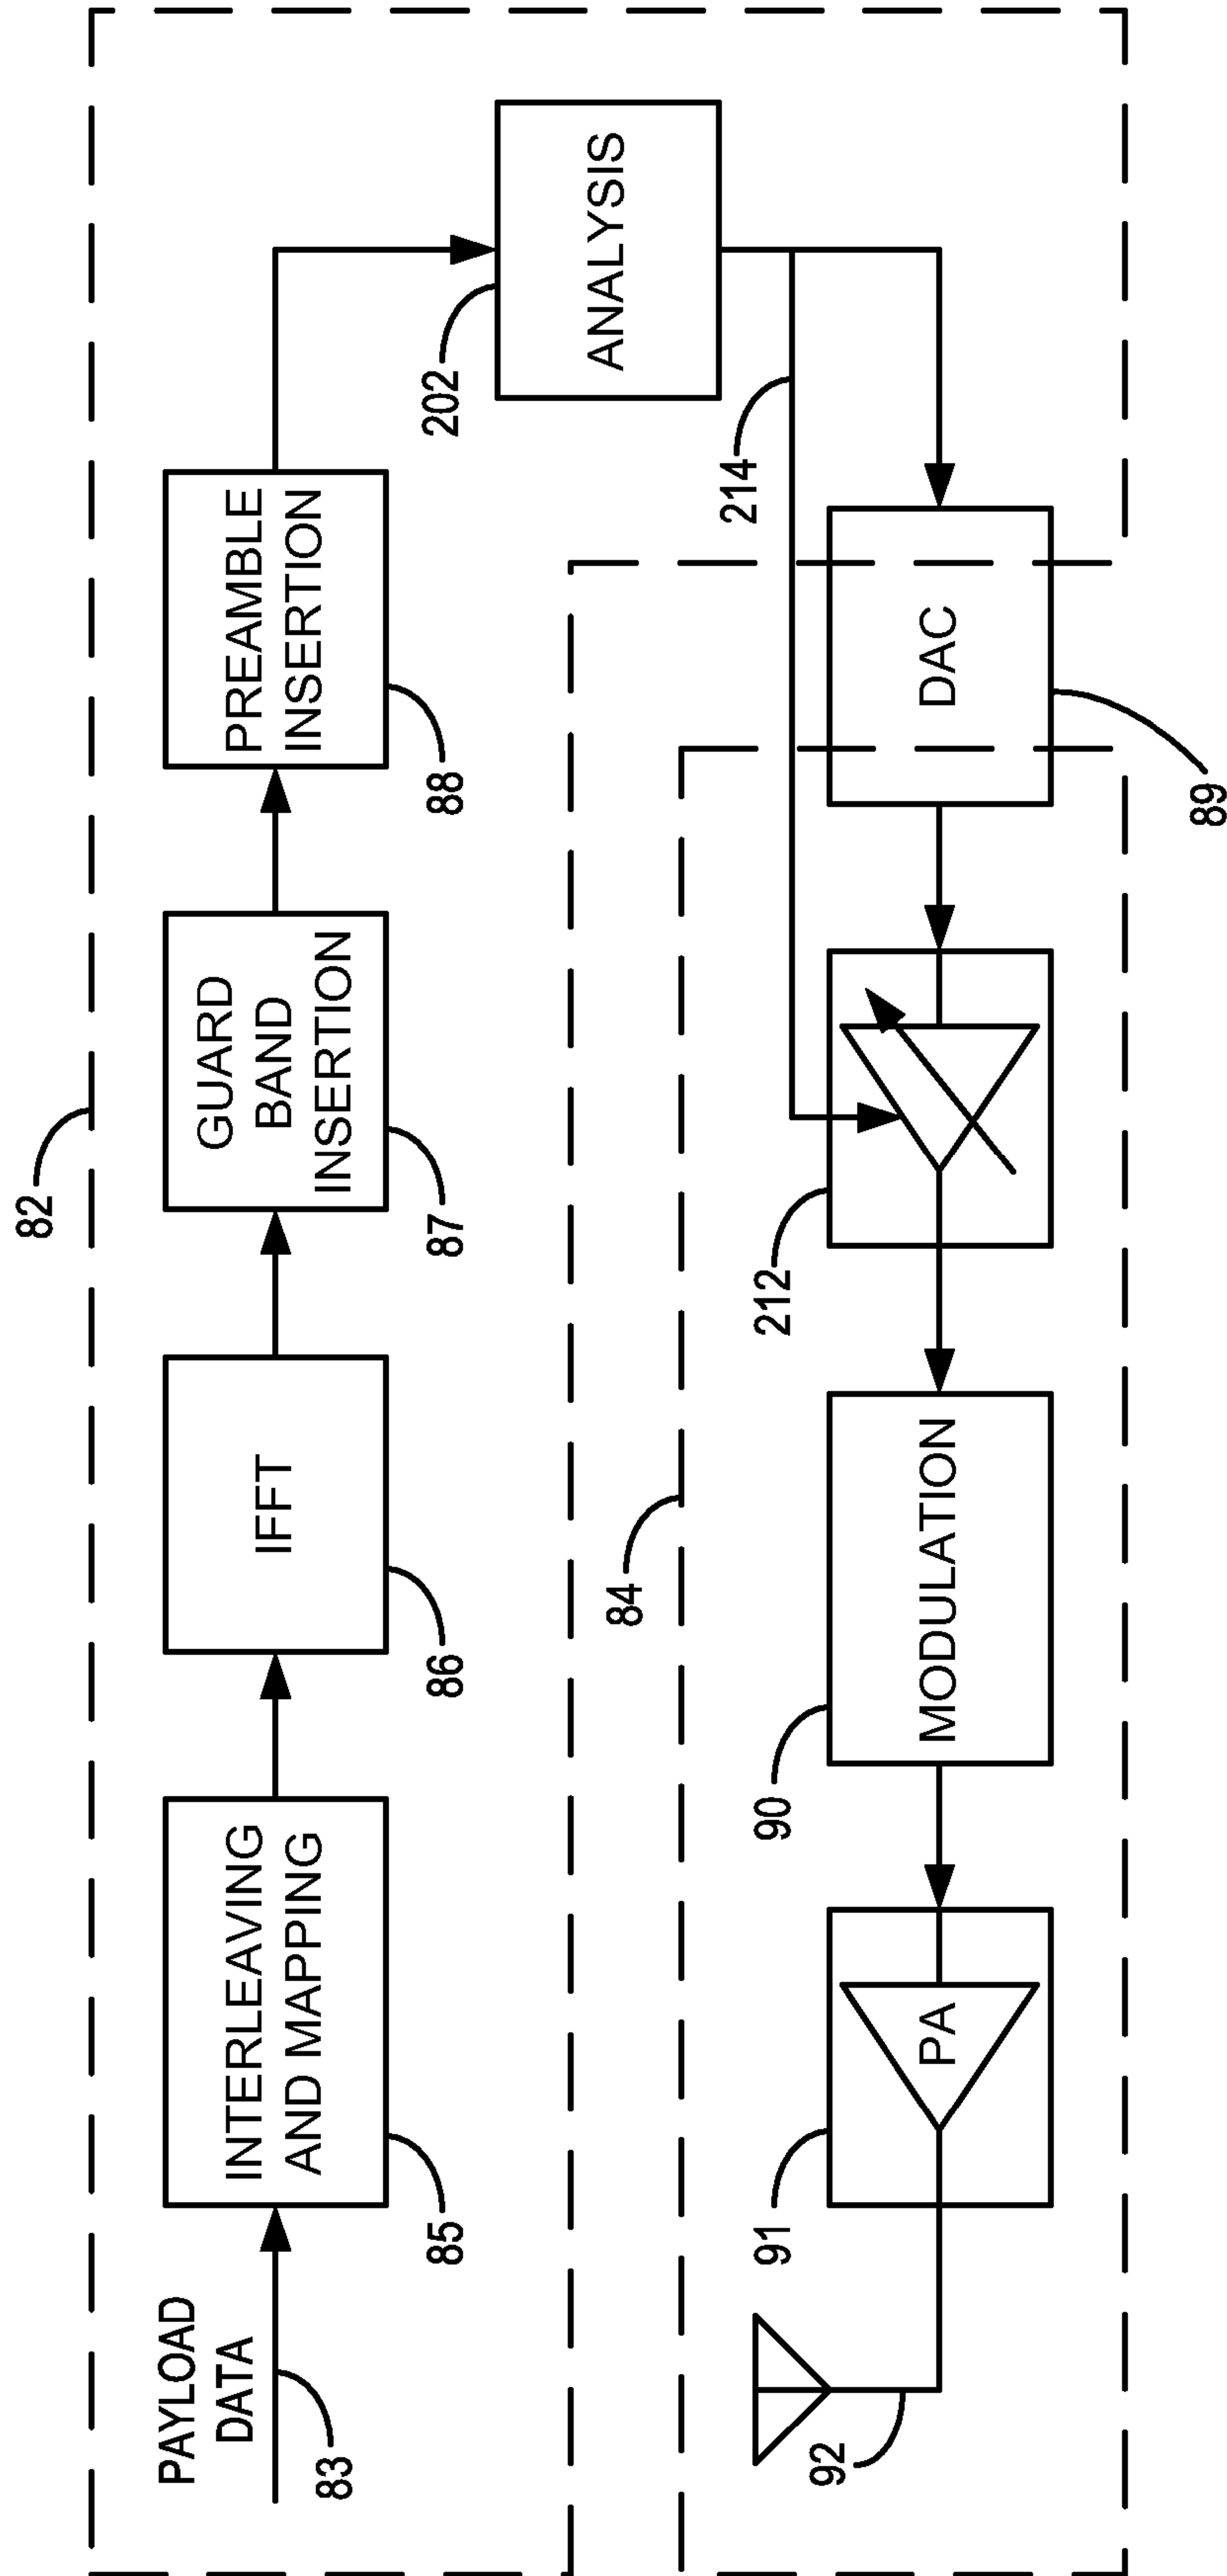 82
PAYLOAD
DATA
83
INTERLEAVING
AND MAPPING
85
IFFT
86
GUARD
BAND
INSERTION
87
PREAMBLE
INSERTION
88
202
ANALYSIS
214
84
92
91
PA
90
MODULATION
212
DAC
89